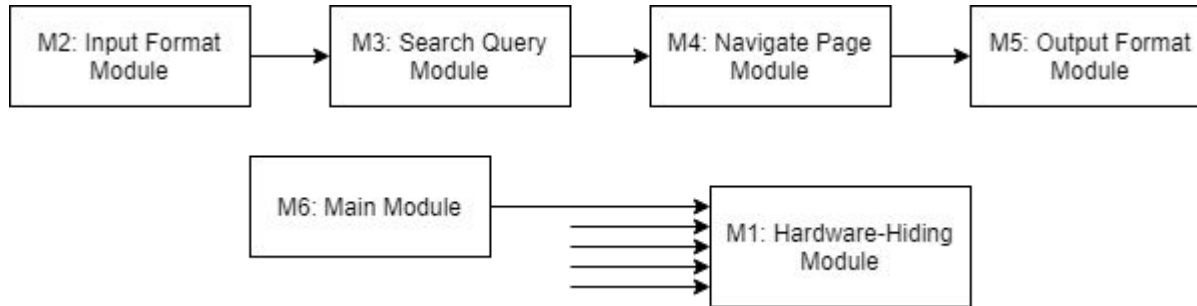 M2: Input Format
Module
M3: Search Query
Module
M4: Navigate Page
Module
M5: Output Format
Module
M6: Main Module
M1: Hardware-Hiding
Module